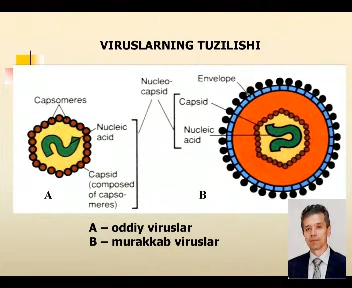 VIRUSLARNING TUZILISHI
Capsomeres
Nucleic
acid
Capsid
(composed
of capso-
meres)
A
Nucleo-
capsid
Envelope
Capsid
Nucleic
acid
B
A – oddiy viruslar
B – murakkab viruslar